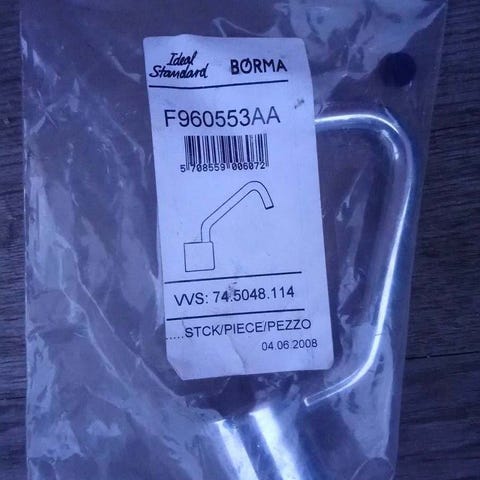 Ideal Standard BØRMA
F960553AA
5 708559 006072
VVS: 74.5048.114
.....STCK/PIECE/PEZZO
04.06.2008